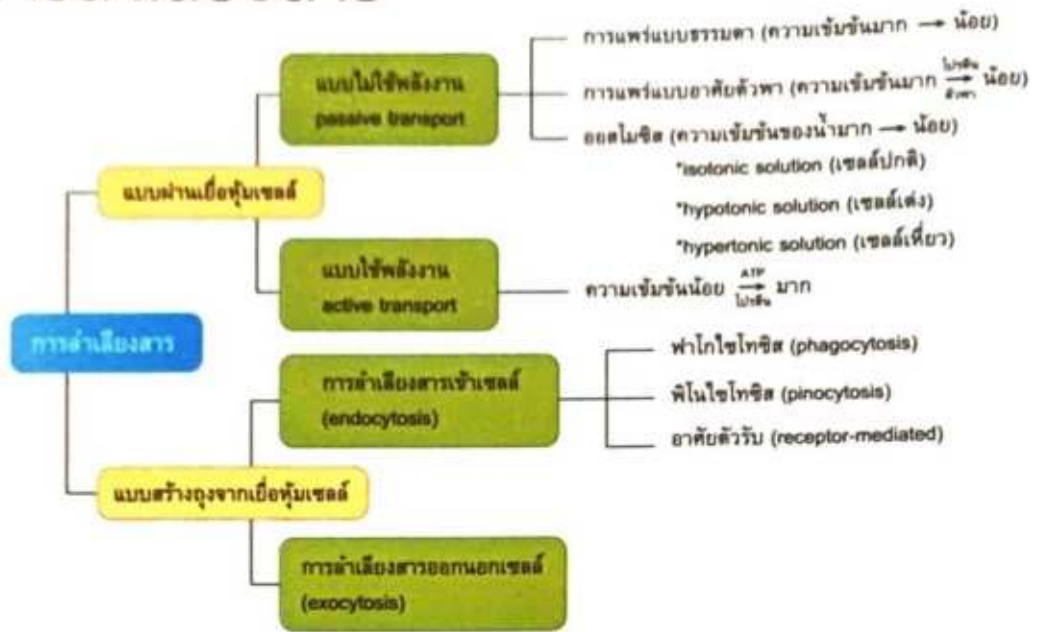 การลำเลียงสาร
แบบผ่านเยื่อหุ้มเซลล์
แบบไม่ใช้พลังงาน
passive transport
การแพร่แบบธรรมดา (ความเข้มข้นมาก → น้อย)
การแพร่แบบอาศัยตัวพา (ความเข้มข้นมาก โปรตีน → ตัวพา น้อย)
ออสโมซิส (ความเข้มข้นของน้ำมาก → น้อย)
*isotonic solution (เซลล์ปกติ)
*hypotonic solution (เซลล์เต่ง)
*hypertonic solution (เซลล์เหี่ยว)
แบบใช้พลังงาน
active transport
ความเข้มข้นน้อย ATP → โปรตีน มาก
แบบสร้างถุงจากเยื่อหุ้มเซลล์
การลำเลียงสารเข้าเซลล์
(endocytosis)
ฟาโกไซโทซิส (phagocytosis)
พิโนไซโทซิส (pinocytosis)
อาศัยตัวรับ (receptor-mediated)
การลำเลียงสารออกนอกเซลล์
(exocytosis)